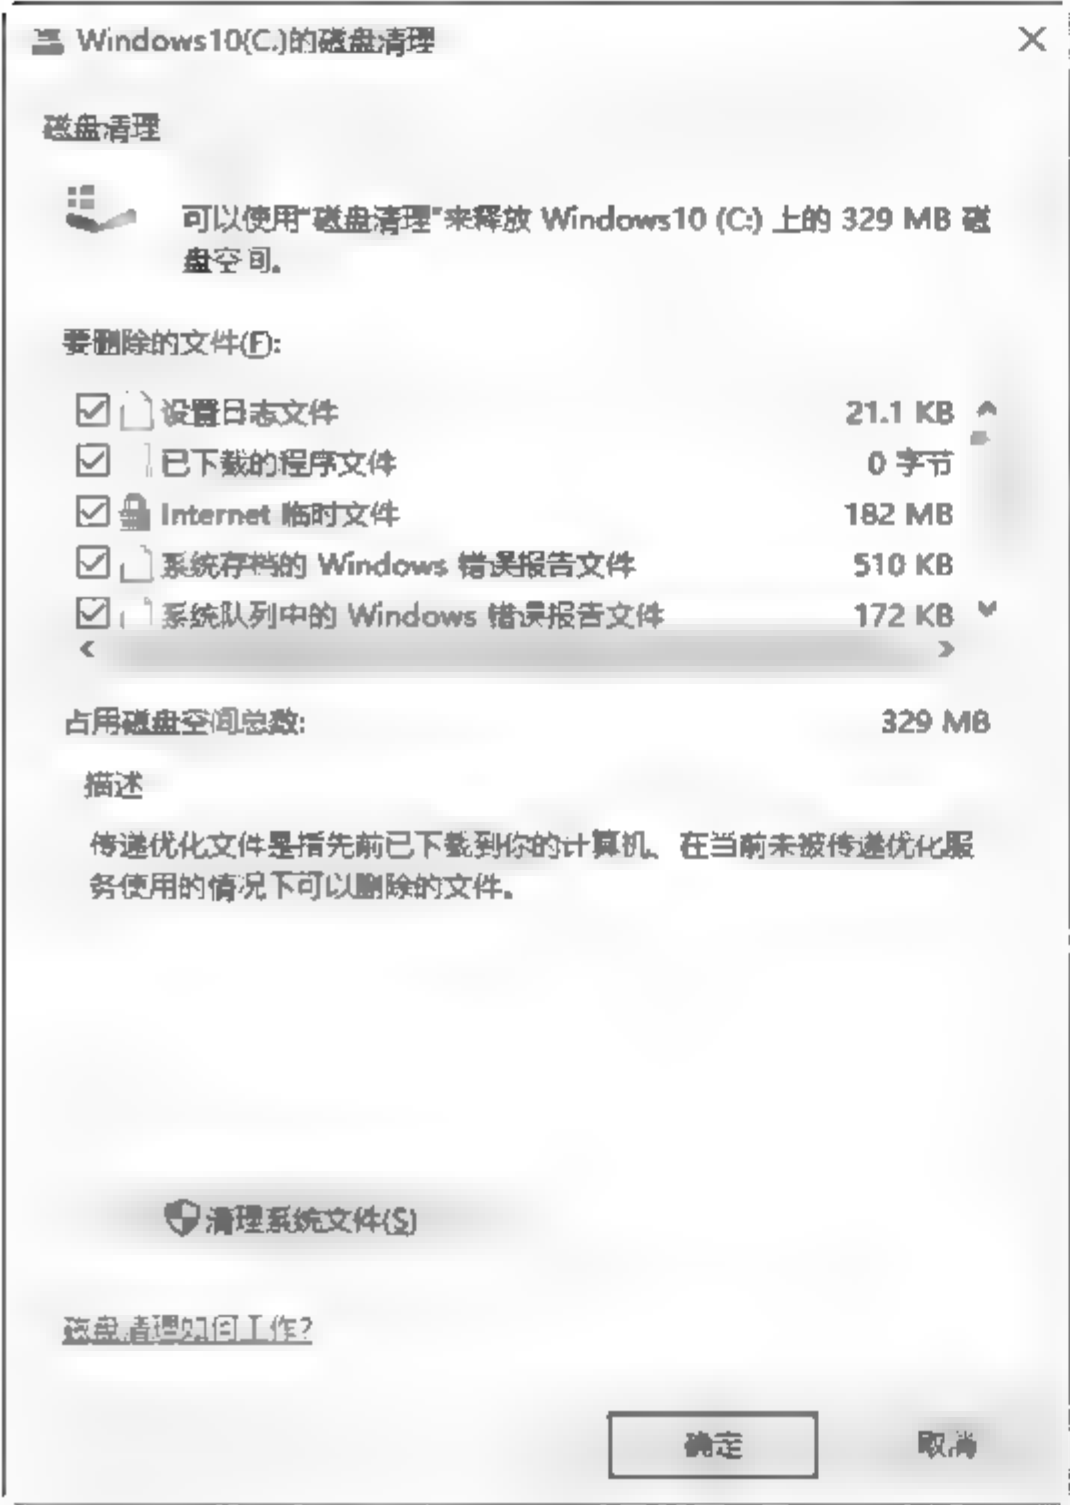 Windows10(C:)的磁盘清理
磁盘清理
可以使用“磁盘清理”来释放 Windows10 (C:) 上的 329 MB 磁
盘空间。
要删除的文件(F):
设置日志文件 21.1 KB
已下载的程序文件 0 字节
Internet 临时文件 182 MB
系统存档的 Windows 错误报告文件 510 KB
系统队列中的 Windows 错误报告文件 172 KB
占用磁盘空间总数: 329 MB
描述
传递优化文件是指先前已下载到你的计算机、在当前未被传递优化服
务使用的情况下可以删除的文件。
清理系统文件(S)
磁盘清理如何工作?
确定 取消